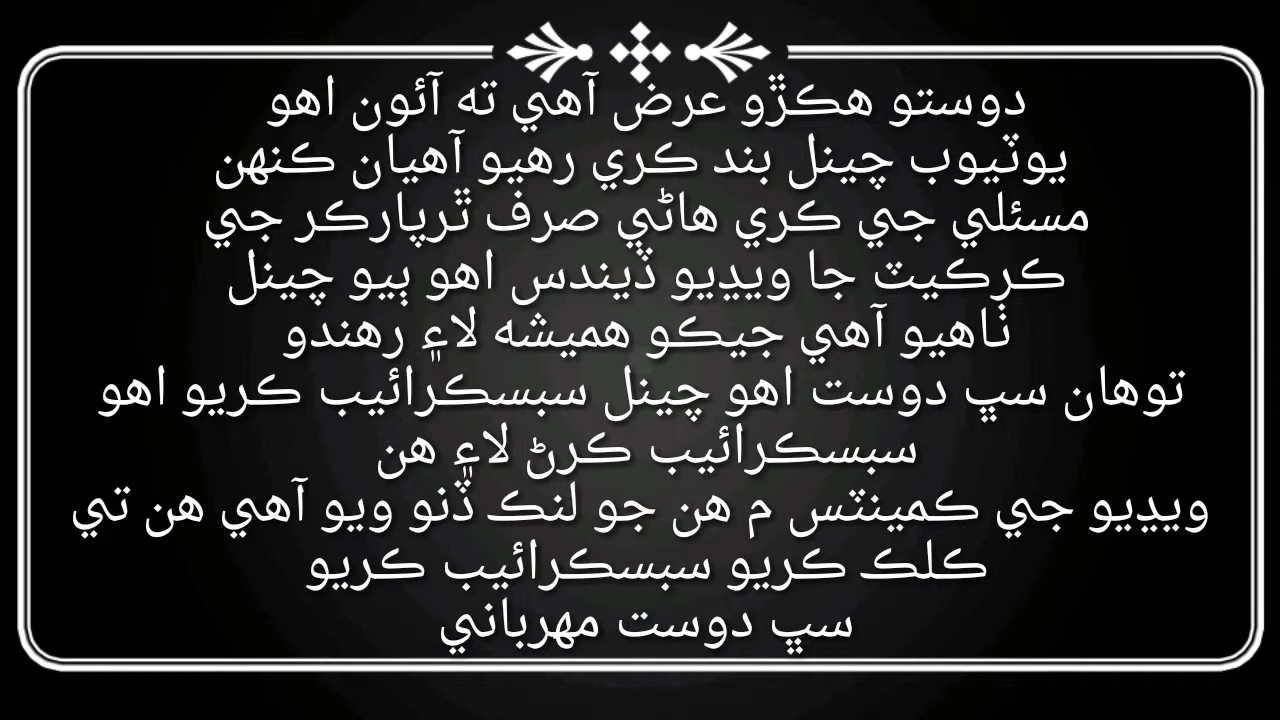 دوستو هڪڙو عرض آهي ته آئون اهو
يوٽيوب چينل بند ڪري رهيو آهيان ڪنهن
مسئلي جي ڪري هاڻي صرف ٿرپارڪر جي
ڪرڪيٽ جا ويڊيو ڏيندس اهو ٻيو چينل
ٺاهيو آهي جيڪو هميشه لاءِ رهندو
توهان سڀ دوست اهو چينل سبسڪرائيب ڪريو اهو
سبسڪرائيب ڪرڻ لاءِ هن
ويڊيو جي ڪمينٽس ۾ هن جو لنڪ ڏنو ويو آهي هن تي
ڪلڪ ڪريو سبسڪرائيب ڪريو
سڀ دوست مهرباني